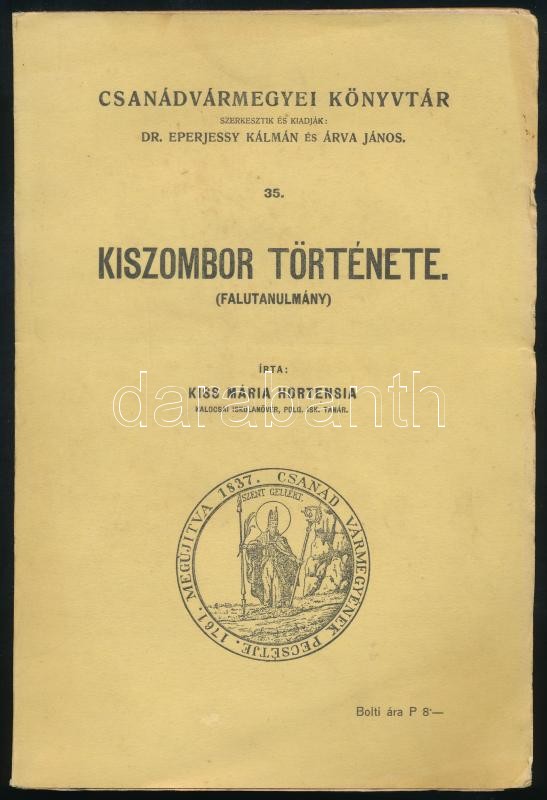 CSANÁDVÁRMEGYEI KÖNYVTÁR
SZERKESZTIK ÉS KIADJÁK:
DR. EPERJESSY KÁLMÁN ÉS ÁRVA JÁNOS.
35.
KISZOMBOR TÖRTÉNETE.
(FALUTANULMÁNY)
ÍRTA:
KISS MÁRIA HORTENSIA
KALOCSAI ISKOLANŐVÉR, POLG. ISK. TANÁR.
darabanth
CSANÁD VÁRMEGYÉNEK PECSÉTJE. 1761. MEGÚJÍTVA 1837.
SZENT GELLÉRT.
Bolti ára P 8·—